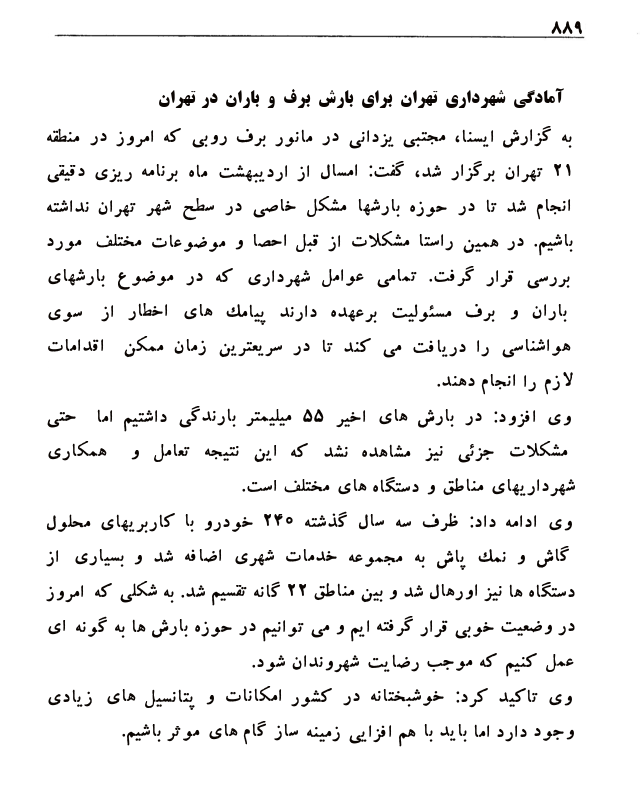 ۸۸۹
آمادگی شهرداری تهران برای بارش برف و باران در تهران
به گزارش ایسنا، مجتبی یزدانی در مانور برف روبی که امروز در منطقه
۲۱ تهران برگزار شد، گفت: امسال از اردیبهشت ماه برنامه ریزی دقیقی
انجام شد تا در حوزه بارشها مشکل خاصی در سطح شهر تهران نداشته
باشیم. در همین راستا مشکلات از قبل احصا و موضوعات مختلف مورد
بررسی قرار گرفت. تمامی عوامل شهرداری که در موضوع بارشهای
باران و برف مسئولیت برعهده دارند پیامك های اخطار از سوی
هواشناسی را دریافت می کند تا در سریعترین زمان ممکن اقدامات
لازم را انجام دهند.
وی افزود: در بارش های اخیر ۵۵ میلیمتر بارندگی داشتیم اما حتی
مشکلات جزئی نیز مشاهده نشد که این نتیجه تعامل و همکاری
شهرداریهای مناطق و دستگاه های مختلف است.
وی ادامه داد: ظرف سه سال گذشته ۲۴۰ خودرو با کاربریهای محلول
گاش و نمك پاش به مجموعه خدمات شهری اضافه شد و بسیاری از
دستگاه ها نیز اورهال شد و بین مناطق ۲۲ گانه تقسیم شد. به شکلی که امروز
در وضعیت خوبی قرار گرفته ایم و می توانیم در حوزه بارش ها به گونه ای
عمل کنیم که موجب رضایت شهروندان شود.
وی تاکید کرد: خوشبختانه در کشور امکانات و پتانسیل های زیادی
وجود دارد اما باید با هم افزایی زمینه ساز گام های موثر باشیم.